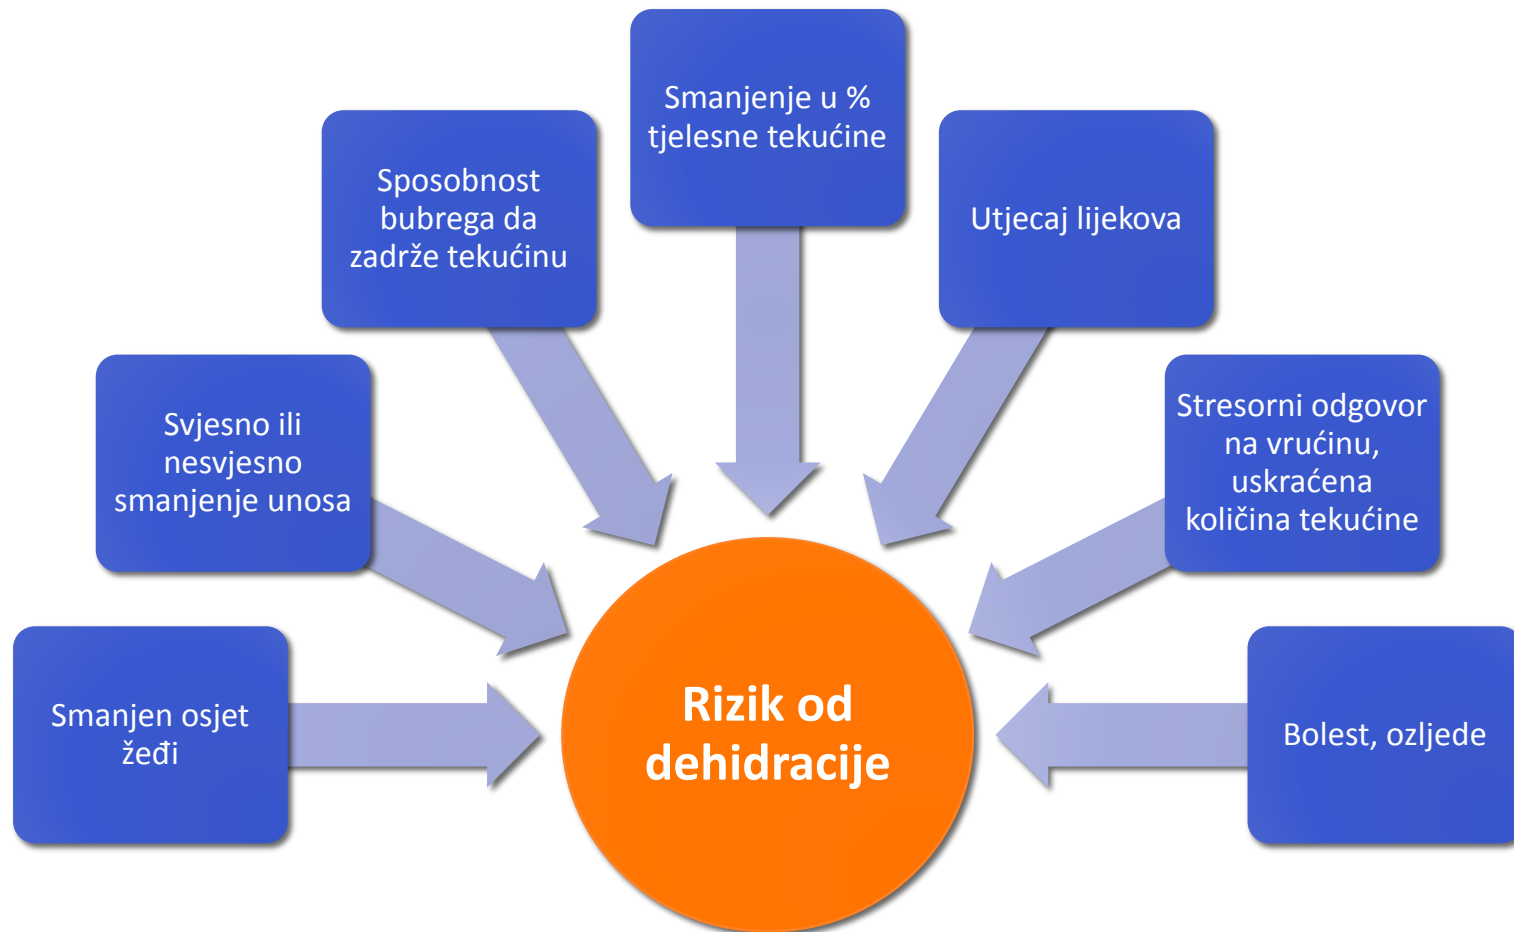 Smanjenje u %
tjelesne tekućine
Sposobnost
bubrega da
zadrže tekućinu
Utjecaj lijekova
Svjesno ili
nesvjesno
smanjenje unosa
Stresorni odgovor
na vrućinu,
uskraćena
količina tekućine
Smanjen osjet
žeđi
Rizik od
dehidracije
Bolest, ozljede